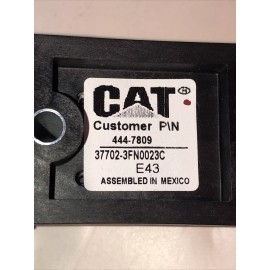 CAT®
Customer P\N
444-7809
37702-3FN0023C
E43
ASSEMBLED IN MEXICO